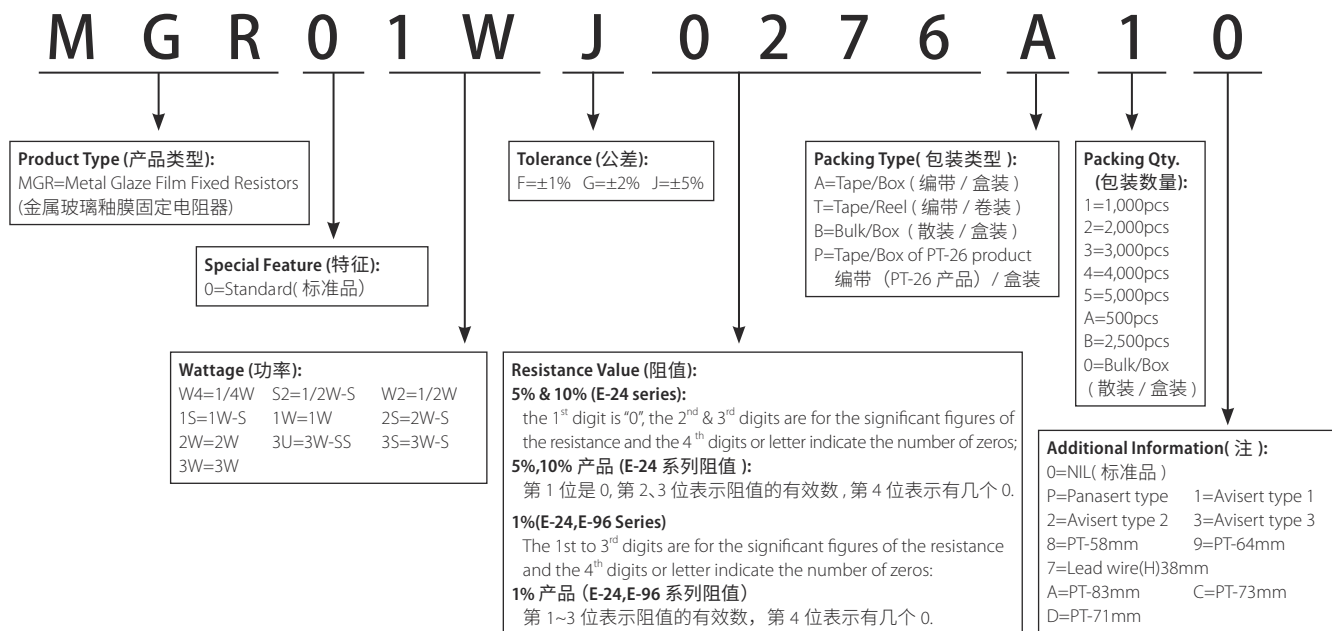 M G R 0 1 W J 0 2 7 6 A 1 0
Product Type (产品类型):
MGR=Metal Glaze Film Fixed Resistors
(金属玻璃釉膜固定电阻器)
Special Feature (特征):
0=Standard( 标准品）
Wattage (功率):
W4=1/4W S2=1/2W-S W2=1/2W
1S=1W-S 1W=1W 2S=2W-S
2W=2W 3U=3W-SS 3S=3W-S
3W=3W
Tolerance (公差):
F=±1% G=±2% J=±5%
Resistance Value (阻值):
5% & 10% (E-24 series):
the 1st digit is “0”, the 2nd & 3rd digits are for the significant figures of
the resistance and the 4 th digits or letter indicate the number of zeros;
5%,10% 产品 (E-24 系列阻值 ):
第 1 位是 0, 第 2、3 位表示阻值的有效数 , 第 4 位表示有几个 0.
1%(E-24,E-96 Series)
The 1st to 3rd digits are for the significant figures of the resistance
and the 4th digits or letter indicate the number of zeros:
1% 产品（E-24,E-96 系列阻值）
第 1~3 位表示阻值的有效数，第 4 位表示有几个 0.
Packing Type( 包装类型 ):
A=Tape/Box ( 编带 / 盒装 )
T=Tape/Reel ( 编带 / 卷装 )
B=Bulk/Box ( 散装 / 盒装 )
P=Tape/Box of PT-26 product
编带（PT-26 产品）/ 盒装
Packing Qty.
(包装数量):
1=1,000pcs
2=2,000pcs
3=3,000pcs
4=4,000pcs
5=5,000pcs
A=500pcs
B=2,500pcs
0=Bulk/Box
( 散装 / 盒装 )
Additional Information( 注 ):
0=NIL( 标准品 )
P=Panasert type 1=Avisert type 1
2=Avisert type 2 3=Avisert type 3
8=PT-58mm 9=PT-64mm
7=Lead wire(H)38mm
A=PT-83mm C=PT-73mm
D=PT-71mm